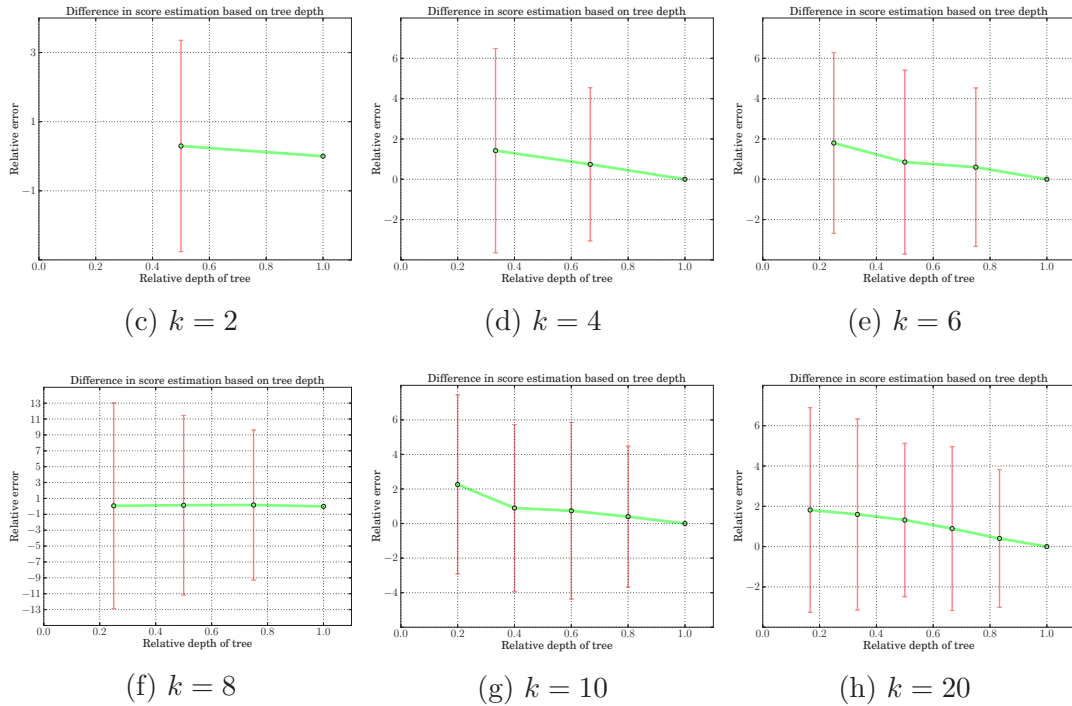 Difference in score estimation based on tree depth
Relative error
3
1
−1
0.0 0.2 0.4 0.6 0.8 1.0
Relative depth of tree
(c) k = 2
Difference in score estimation based on tree depth
Relative error
6
4
2
0
−2
0.0 0.2 0.4 0.6 0.8 1.0
Relative depth of tree
(d) k = 4
Difference in score estimation based on tree depth
Relative error
6
4
2
0
−2
0.0 0.2 0.4 0.6 0.8 1.0
Relative depth of tree
(e) k = 6
Difference in score estimation based on tree depth
Relative error
13
11
9
7
5
3
1
−1
−3
−5
−7
−9
−11
−13
0.0 0.2 0.4 0.6 0.8 1.0
Relative depth of tree
(f) k = 8
Difference in score estimation based on tree depth
Relative error
6
4
2
0
−2
−4
0.0 0.2 0.4 0.6 0.8 1.0
Relative depth of tree
(g) k = 10
Difference in score estimation based on tree depth
Relative error
6
4
2
0
−2
0.0 0.2 0.4 0.6 0.8 1.0
Relative depth of tree
(h) k = 20